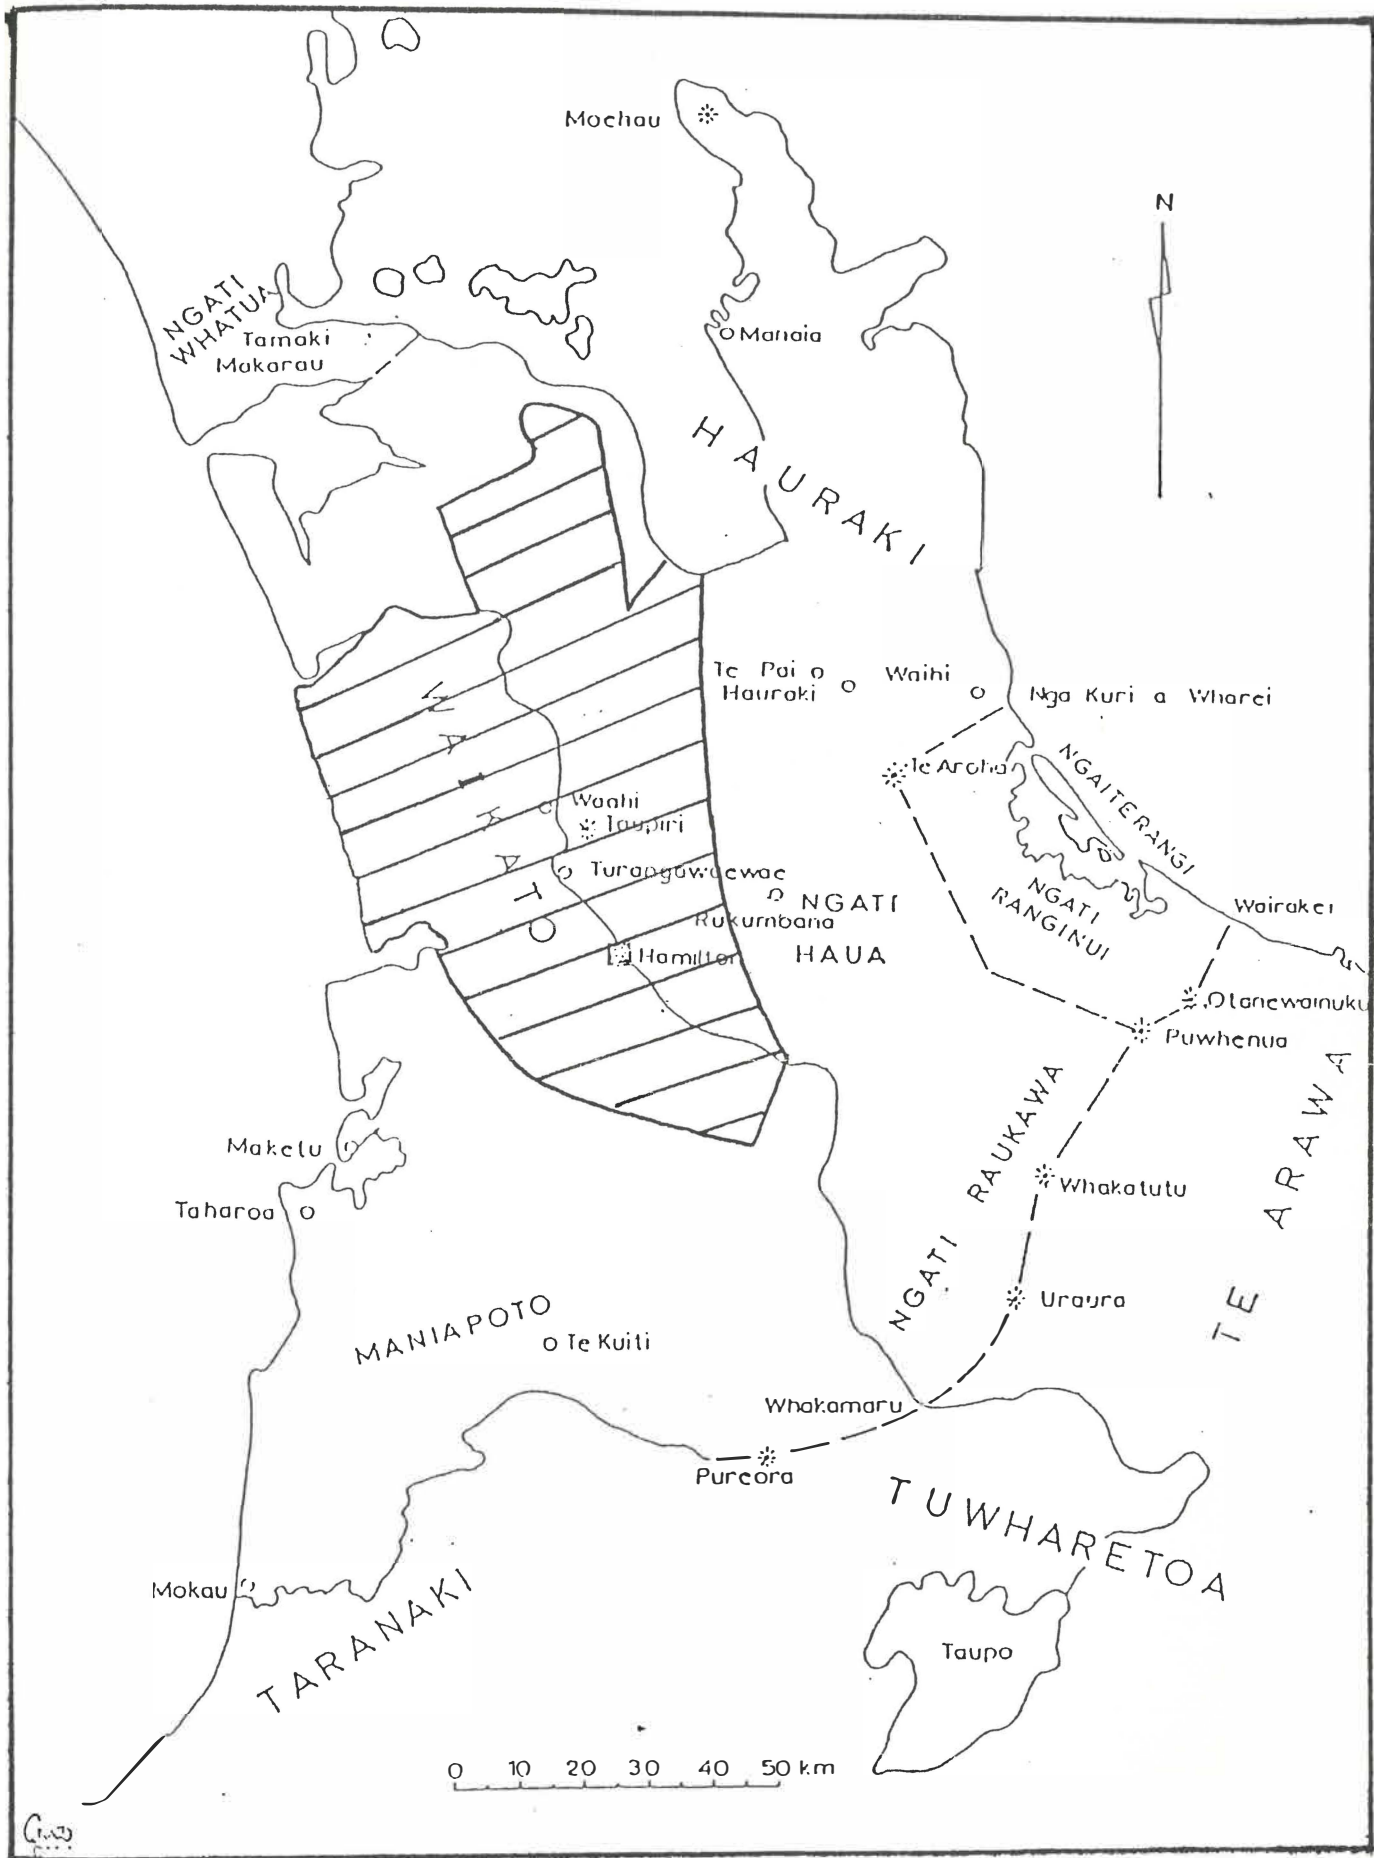 Moehau
N
NGATI
WHATUA
Tamaki
Makarau
Manaia
HAURAKI
Te Pai o
Hauraki
Waihi
Nga Kuri a Wharei
Te Aroha
NGAITERANGI
WAIKATO
Waahi
Taupiri
Turangawaewae
NGATI
HAUA
Rukumoana
Hamilton
NGATI
RANGINUI
Wairakei
Otanewainuku
Puwhenua
TE ARAWA
NGATI RAUKAWA
Maketu
Taharoa
Whakatutu
Uraura
MANIAPOTO
Te Kuiti
Whakamaru
Pureora
TUWHARETOA
Mokau
TARANAKI
Taupo
0 10 20 30 40 50 km